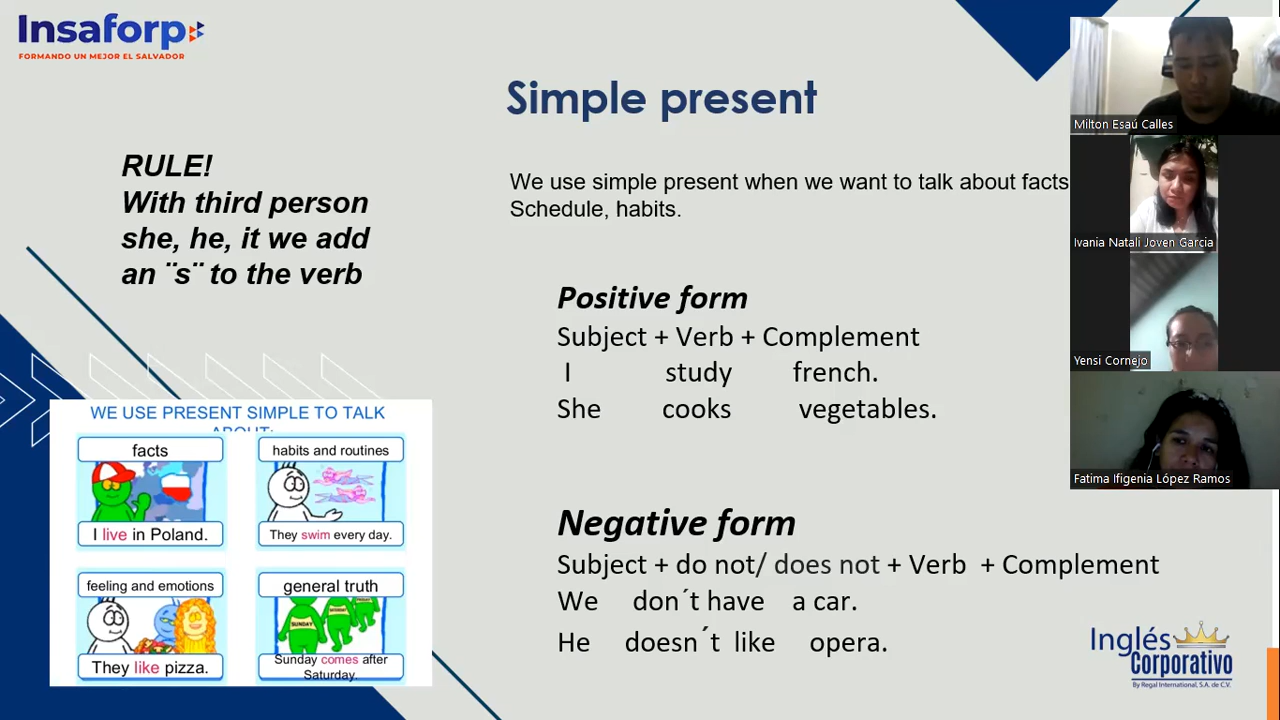 Insaforp
FORMANDO UN MEJOR EL SALVADOR
Simple present
RULE!
With third person
she, he, it we add
an ¨s¨ to the verb
We use simple present when we want to talk about facts
Schedule, habits.
Positive form
Subject + Verb + Complement
I study french.
She cooks vegetables.
Negative form
Subject + do not/ does not + Verb + Complement
We don´t have a car.
He doesn´t like opera.
WE USE PRESENT SIMPLE TO TALK
ABOUT:
facts
I live in Poland.
habits and routines
They swim every day.
feeling and emotions
They like pizza.
general truth
SUNDAY
Sunday comes after
Saturday.
Milton Esaú Calles
Ivania Natali Joven Garcia
Yensi Cornejo
Fatima Ifigenia López Ramos
Inglés
Corporativo
By Regal International, S.A. de C.V.